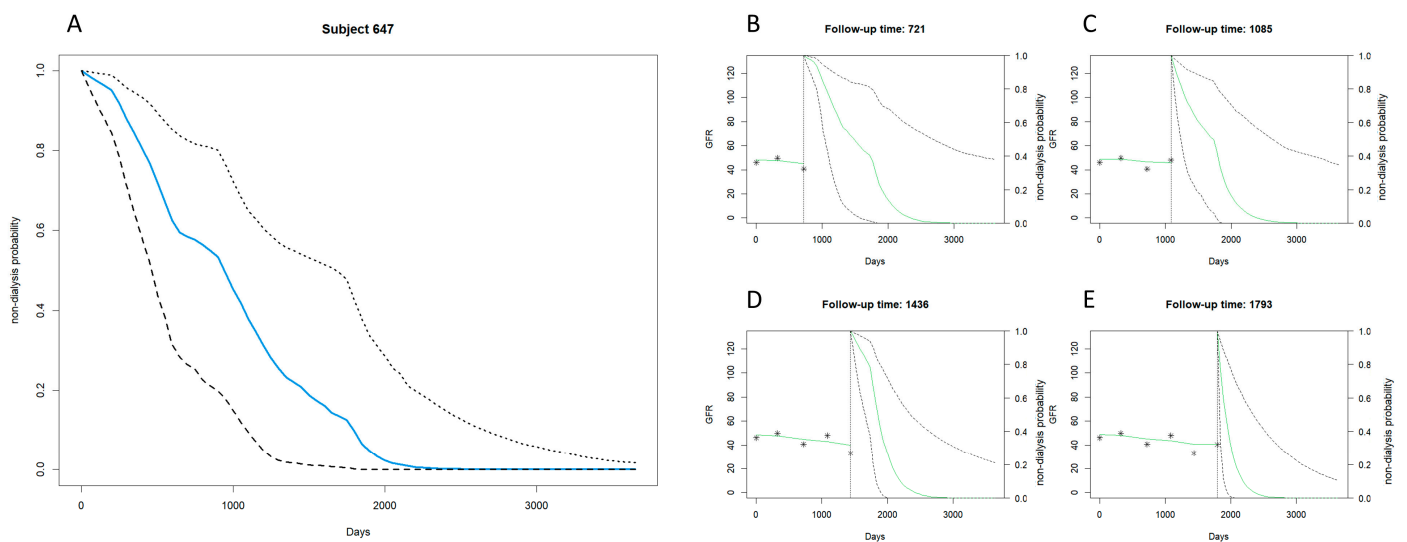 A
Subject 647
1.0
0.8
0.6
0.4
0.2
0.0
non-dialysis probability
0 1000 2000 3000
Days
B
Follow-up time: 721
120
100
80
60
40
20
0
GFR
1.0
0.8
0.6
0.4
0.2
0.0
non-dialysis probability
0 1000 2000 3000
Days
C
Follow-up time: 1085
120
100
80
60
40
20
0
GFR
1.0
0.8
0.6
0.4
0.2
0.0
non-dialysis probability
0 1000 2000 3000
Days
D
Follow-up time: 1436
120
100
80
60
40
20
0
GFR
1.0
0.8
0.6
0.4
0.2
0.0
non-dialysis probability
0 1000 2000 3000
Days
E
Follow-up time: 1793
120
100
80
60
40
20
0
GFR
1.0
0.8
0.6
0.4
0.2
0.0
non-dialysis probability
0 1000 2000 3000
Days